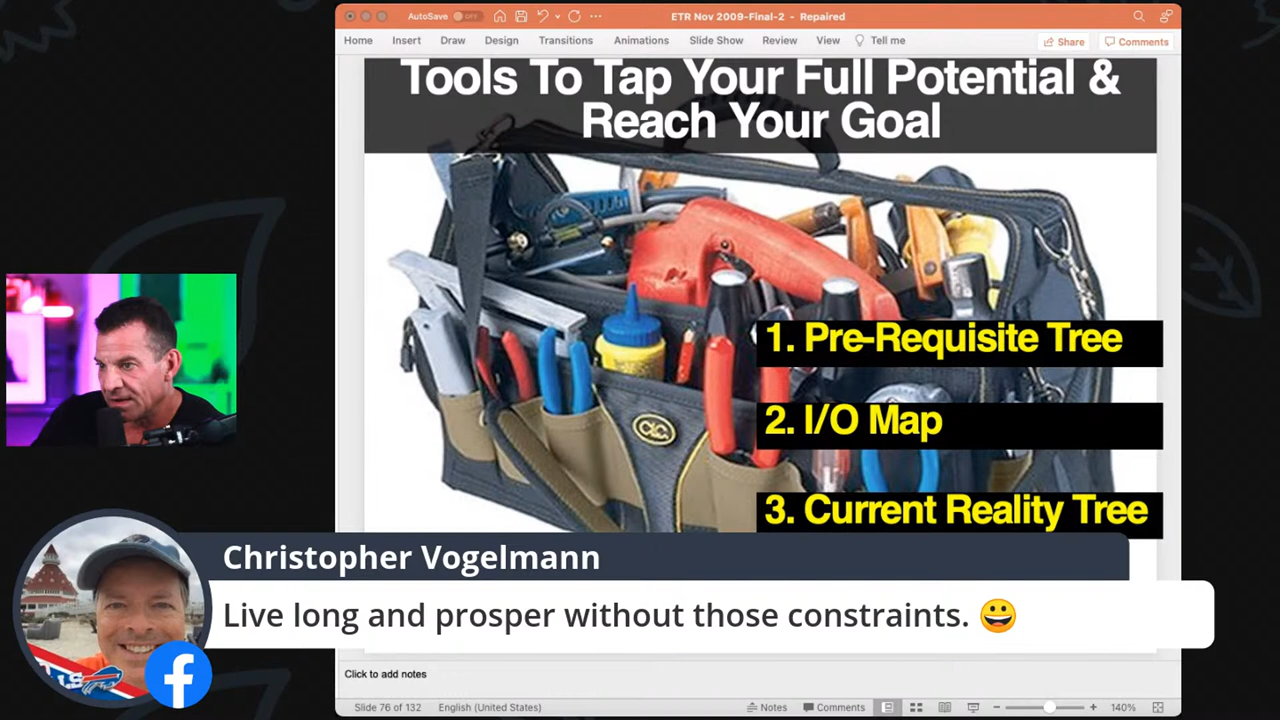 AutoSave OFF
ETR Nov 2009-Final-2 - Repaired
Home Insert Draw Design Transitions Animations Slide Show Review View Tell me Share Comments
Tools To Tap Your Full Potential &
Reach Your Goal
CLC
1. Pre-Requisite Tree
2. I/O Map
3. Current Reality Tree
Christopher Vogelmann
Live long and prosper without those constraints. 😀
Click to add notes
Slide 76 of 132 English (United States) Notes Comments 140%